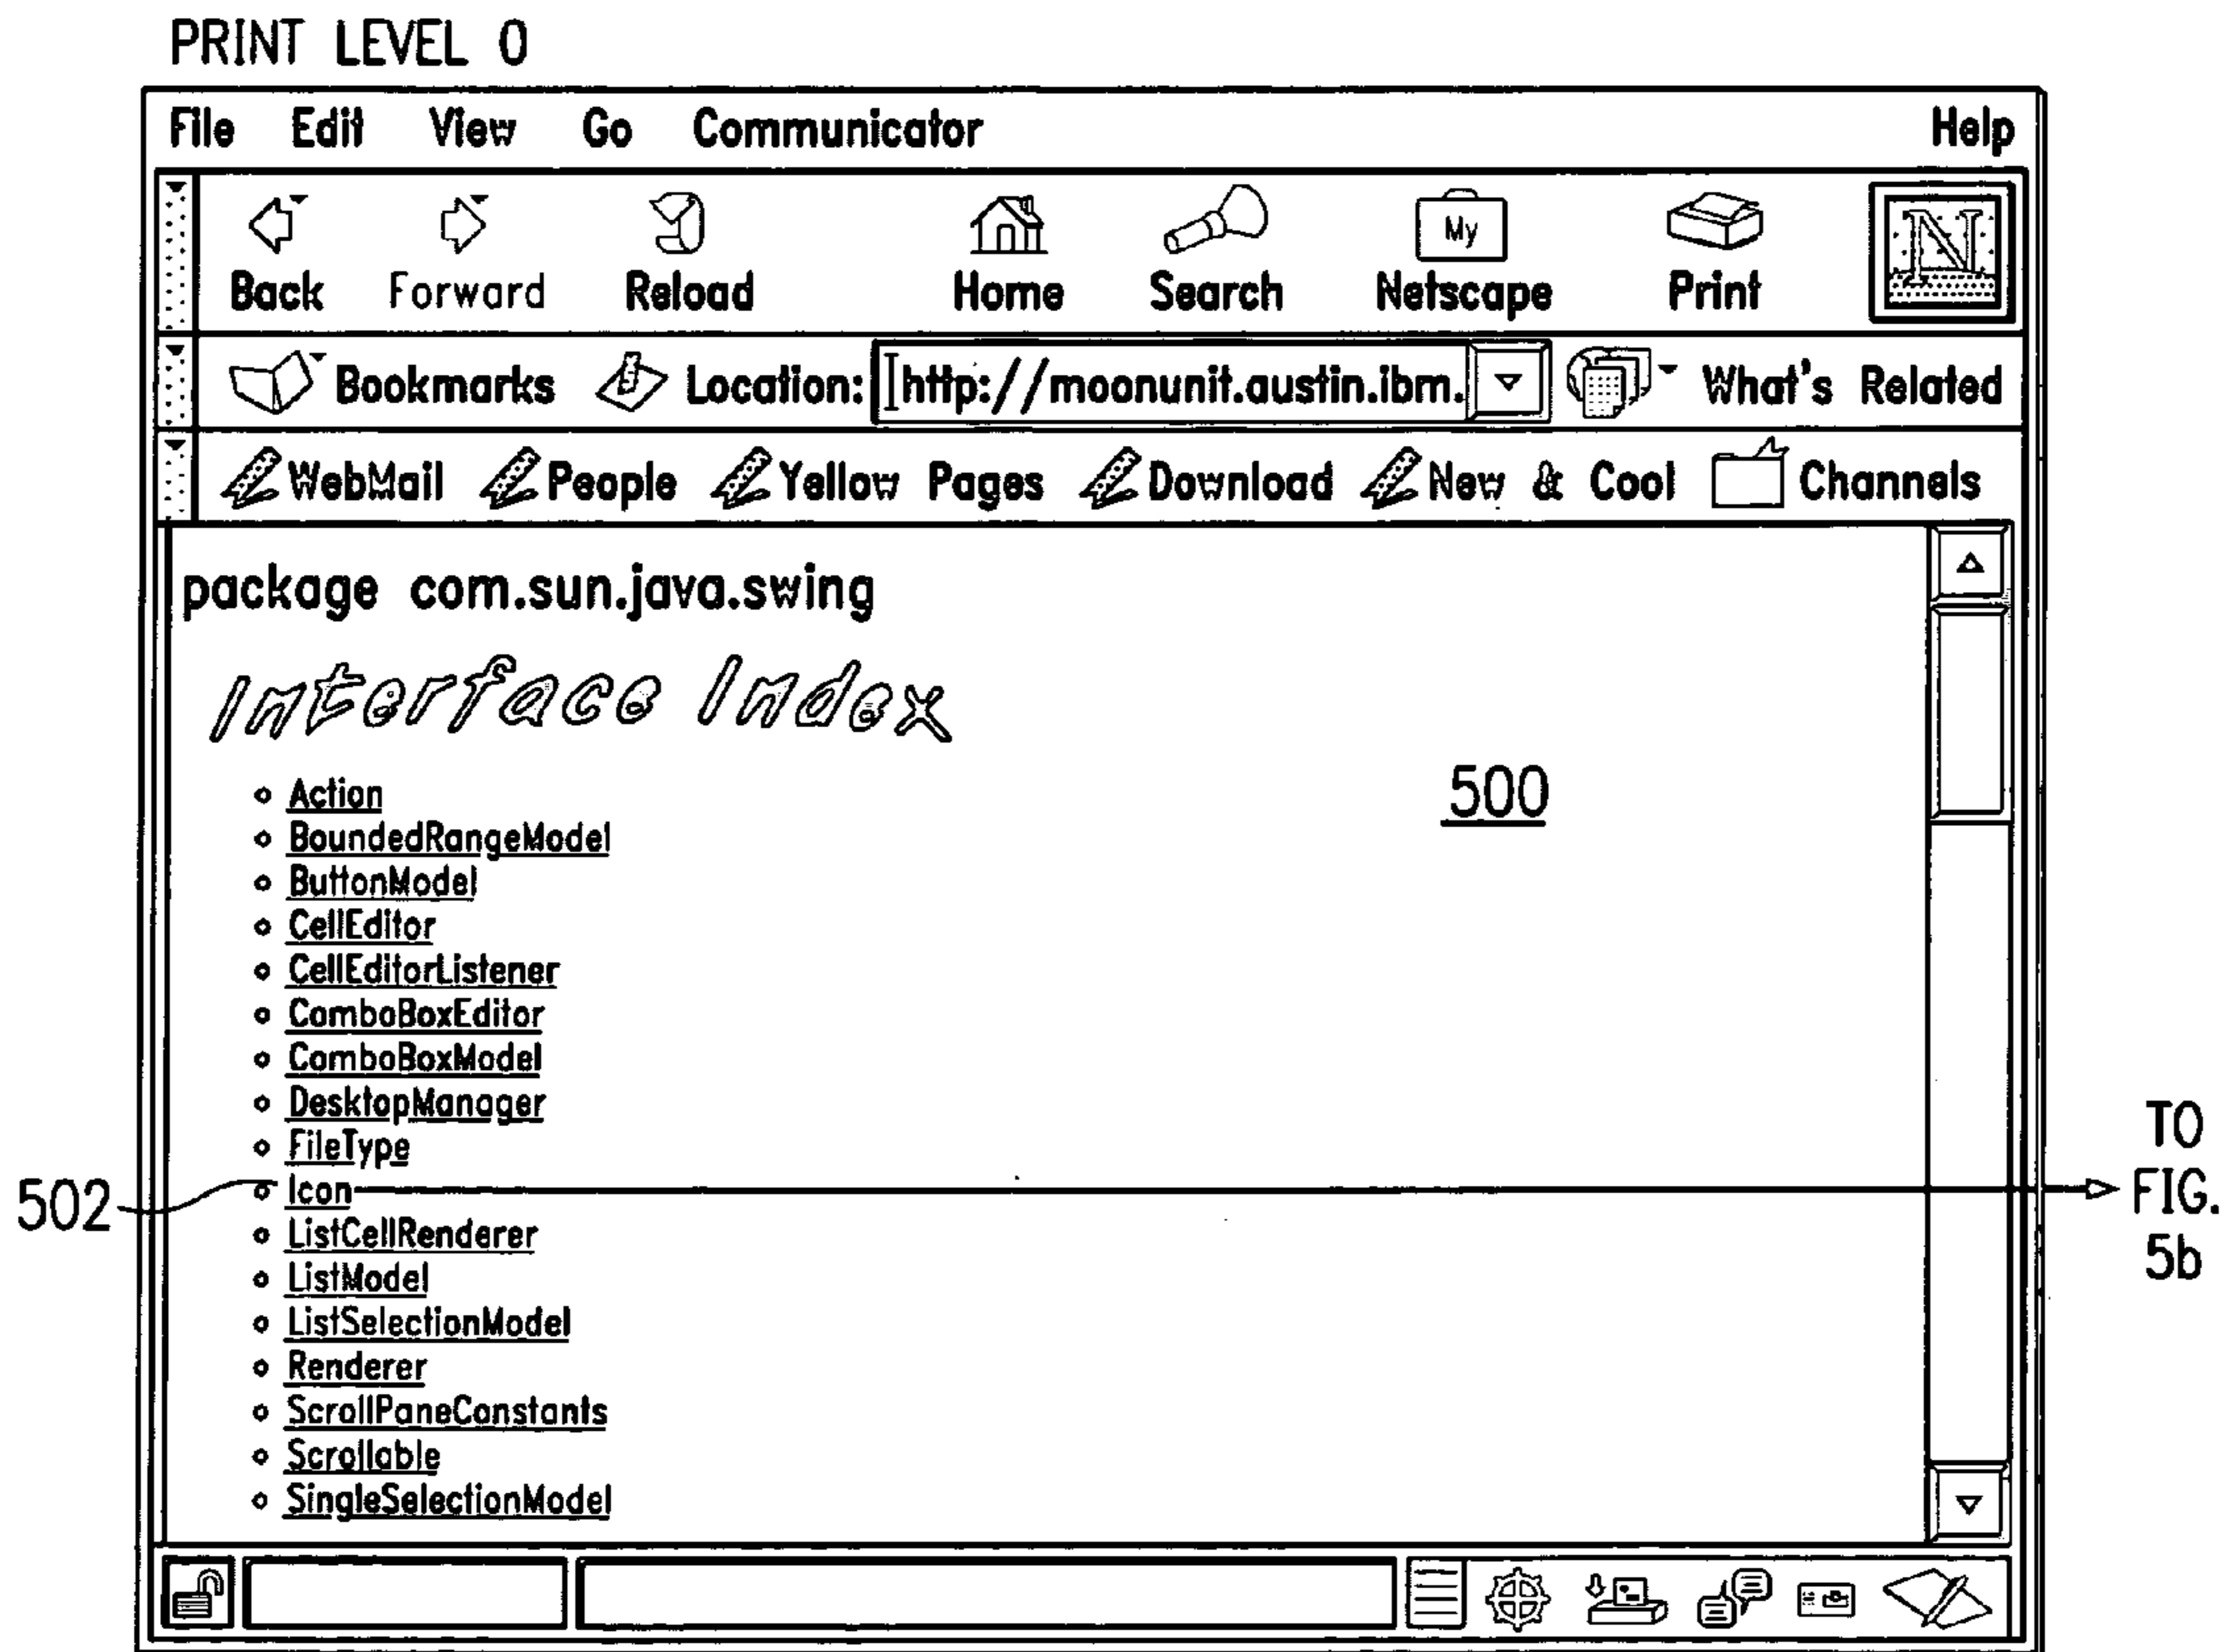 PRINT LEVEL 0
File Edit View Go Communicator Help
Back Forward Reload Home Search My Netscape Print N
Bookmarks Location: http://moonunit.austin.ibm. What's Related
WebMail People Yellow Pages Download New & Cool Channels
package com.sun.java.swing
Interface Index
500
Action
BoundedRangeModel
ButtonModel
CellEditor
CellEditorListener
ComboBoxEditor
ComboBoxModel
DesktopManager
FileType
502 Icon
TO FIG. 5b
ListCellRenderer
ListModel
ListSelectionModel
Renderer
ScrollPaneConstants
Scrollable
SingleSelectionModel